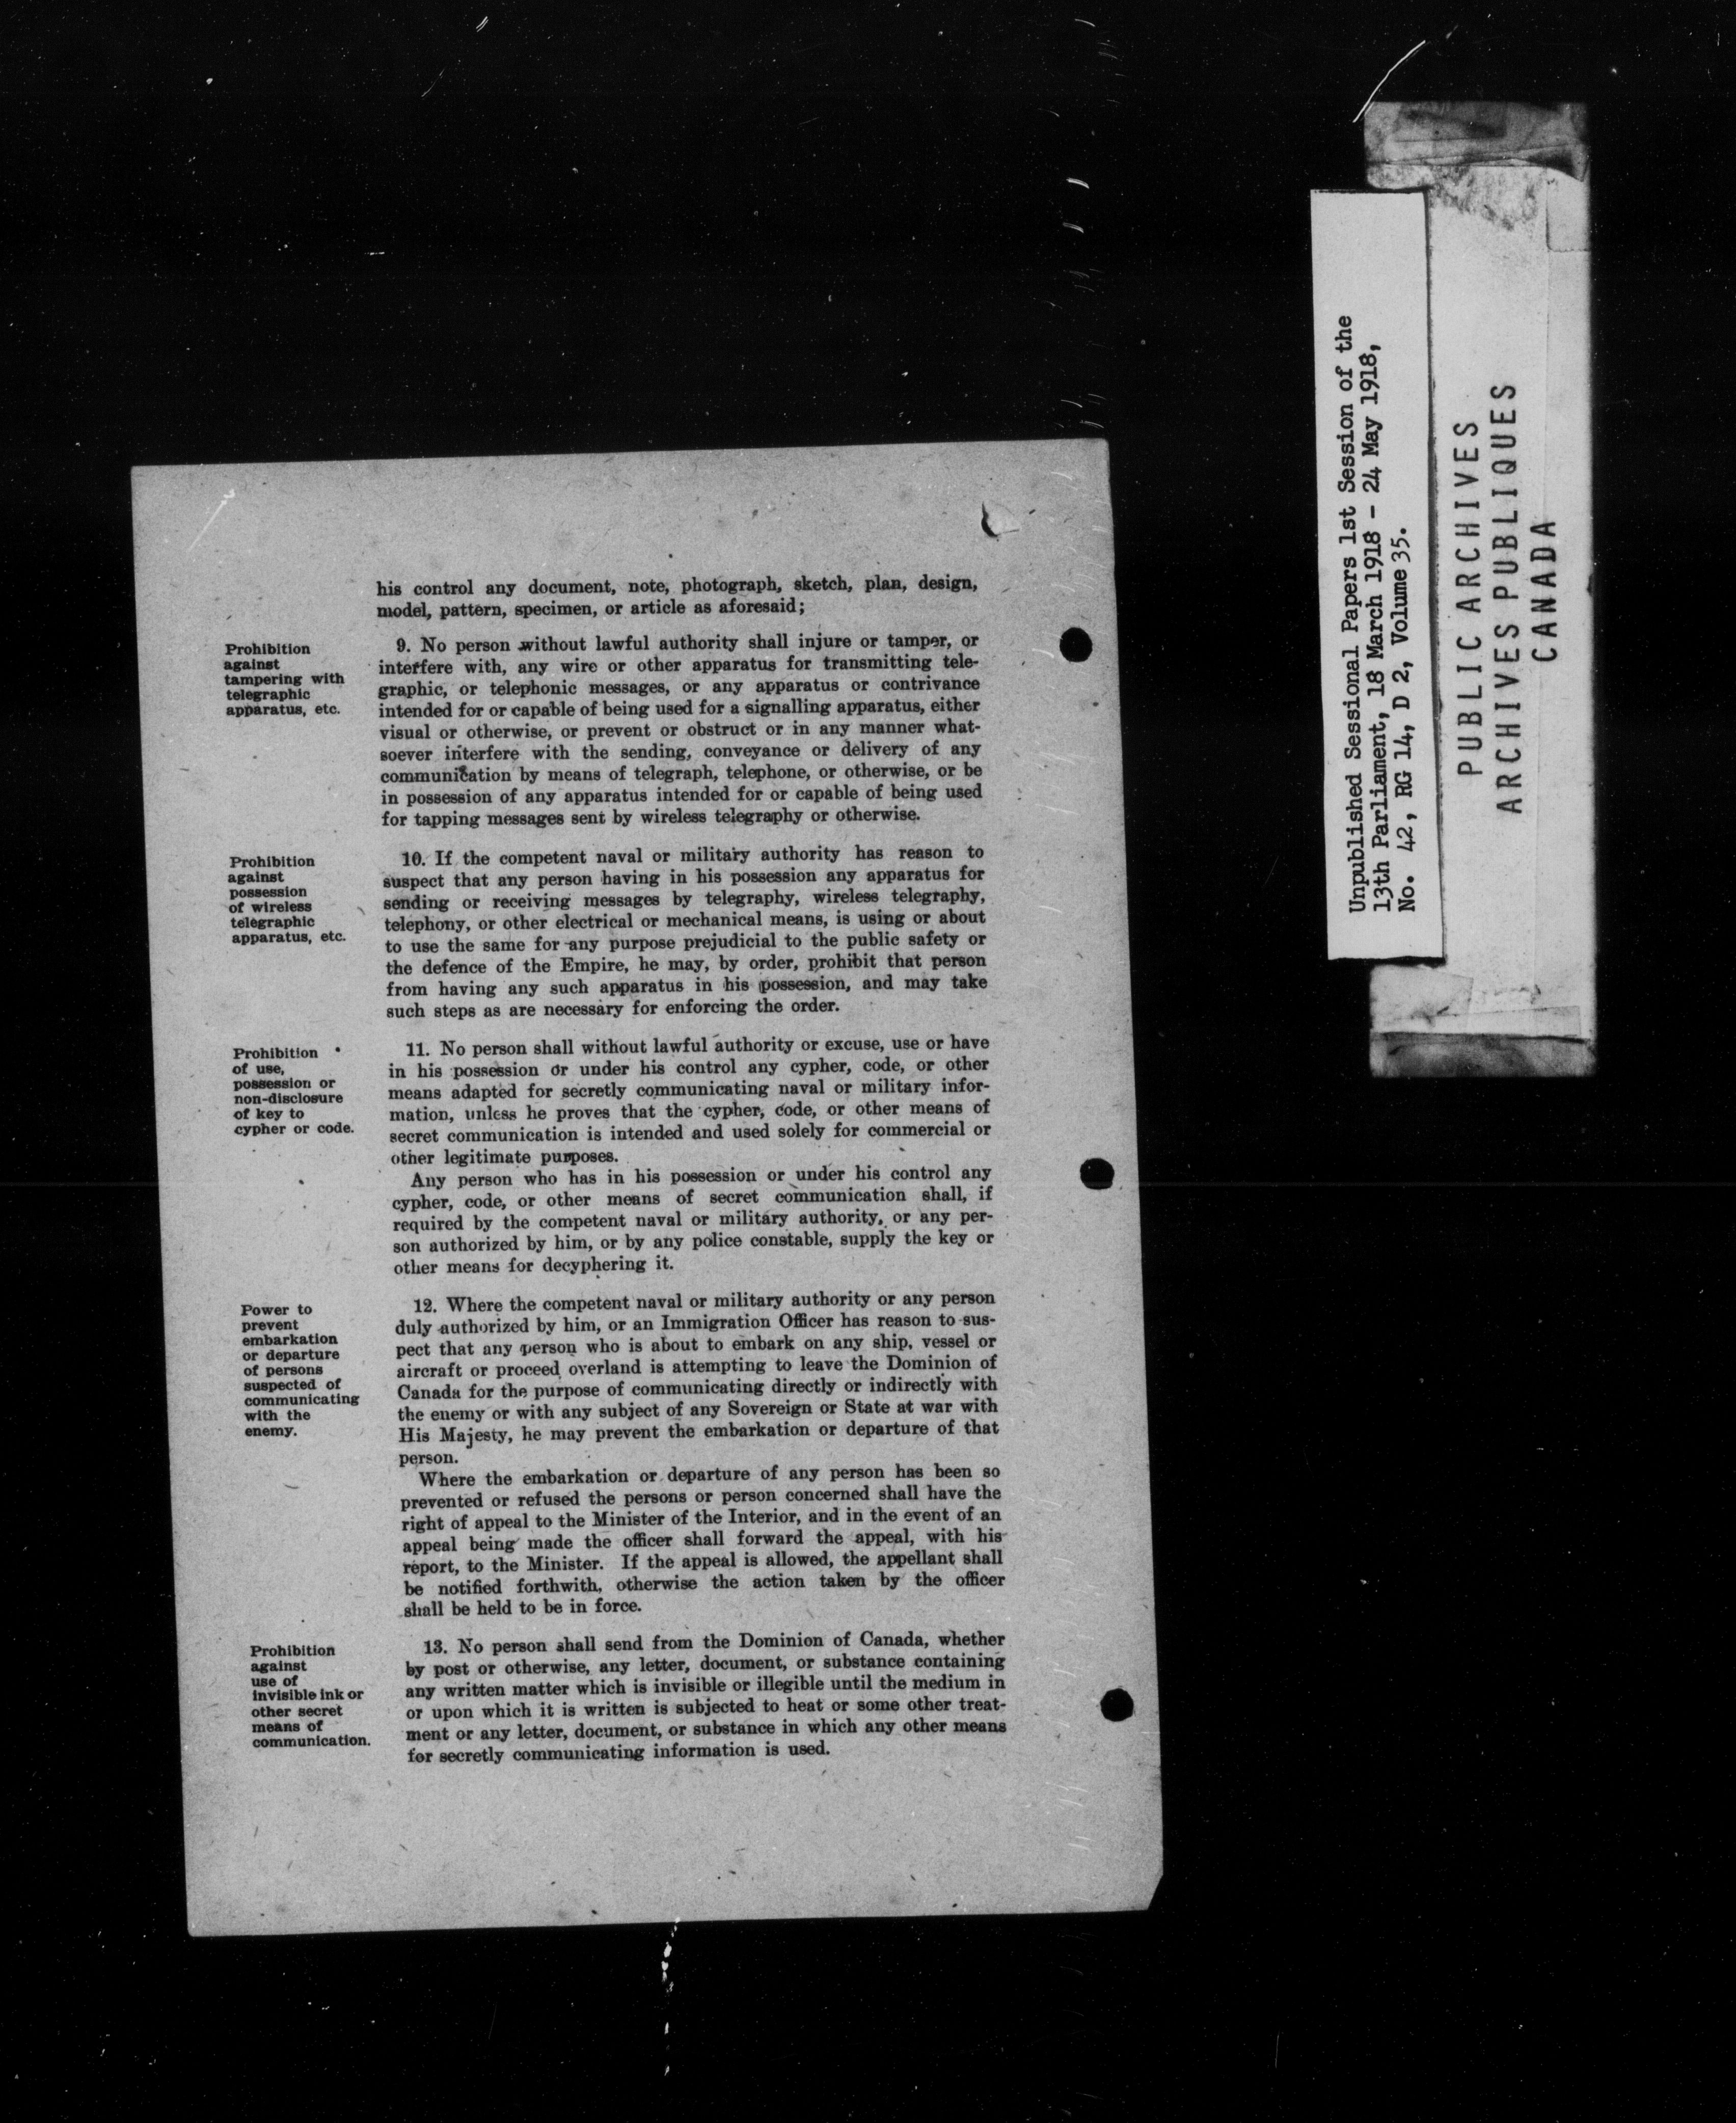 his control any document, note, photograph, sketch, plan, design,
model, pattern, specimen, or article as aforesaid;
Prohibition
against
tampering with
telegraphic
apparatus, etc.
9. No person without lawful authority shall injure or tamper, or
interfere with, any wire or other apparatus for transmitting tele-
graphic, or telephonic messages, or any apparatus or contrivance
intended for or capable of being used for a signalling apparatus, either
visual or otherwise, or prevent or obstruct or in any manner what-
soever interfere with the sending, conveyance or delivery of any
communication by means of telegraph, telephone, or otherwise, or be
in possession of any apparatus intended for or capable of being used
for tapping messages sent by wireless telegraphy or otherwise.
Prohibition
against
possession
of wireless
telegraphic
apparatus, etc.
10. If the competent naval or military authority has reason to
suspect that any person having in his possession any apparatus for
sending or receiving messages by telegraphy, wireless telegraphy,
telephony, or other electrical or mechanical means, is using or about
to use the same for any purpose prejudicial to the public safety or
the defence of the Empire, he may, by order, prohibit that person
from having any such apparatus in his possession, and may take
such steps as are necessary for enforcing the order.
Prohibition
of use,
possession or
non-disclosure
of key to
cypher or code.
11. No person shall without lawful authority or excuse, use or have
in his possession or under his control any cypher, code, or other
means adapted for secretly communicating naval or military infor-
mation, unless he proves that the cypher, code, or other means of
secret communication is intended and used solely for commercial or
other legitimate purposes.
Any person who has in his possession or under his control any
cypher, code, or other means of secret communication shall, if
required by the competent naval or military authority, or any per-
son authorized by him, or by any police constable, supply the key or
other means for decyphering it.
Power to
prevent
embarkation
or departure
of persons
suspected of
communicating
with the
enemy.
12. Where the competent naval or military authority or any person
duly authorized by him, or an Immigration Officer has reason to sus-
pect that any person who is about to embark on any ship, vessel or
aircraft or proceed overland is attempting to leave the Dominion of
Canada for the purpose of communicating directly or indirectly with
the enemy or with any subject of any Sovereign or State at war with
His Majesty, he may prevent the embarkation or departure of that
person.
Where the embarkation or departure of any person has been so
prevented or refused the persons or person concerned shall have the
right of appeal to the Minister of the Interior, and in the event of an
appeal being made the officer shall forward the appeal, with his
report, to the Minister. If the appeal is allowed, the appellant shall
be notified forthwith, otherwise the action taken by the officer
shall be held to be in force.
Prohibition
against
use of
invisible ink or
other secret
means of
communication.
13. No person shall send from the Dominion of Canada, whether
by post or otherwise, any letter, document, or substance containing
any written matter which is invisible or illegible until the medium in
or upon which it is written is subjected to heat or some other treat-
ment or any letter, document, or substance in which any other means
for secretly communicating information is used.
Unpublished Sessional Papers 1st Session of the
13th Parliament, 18 March 1918 - 24 May 1918,
No. 42, RG 14, D 2, Volume 35.
PUBLIC ARCHIVES
ARCHIVES PUBLIQUES
CANADA